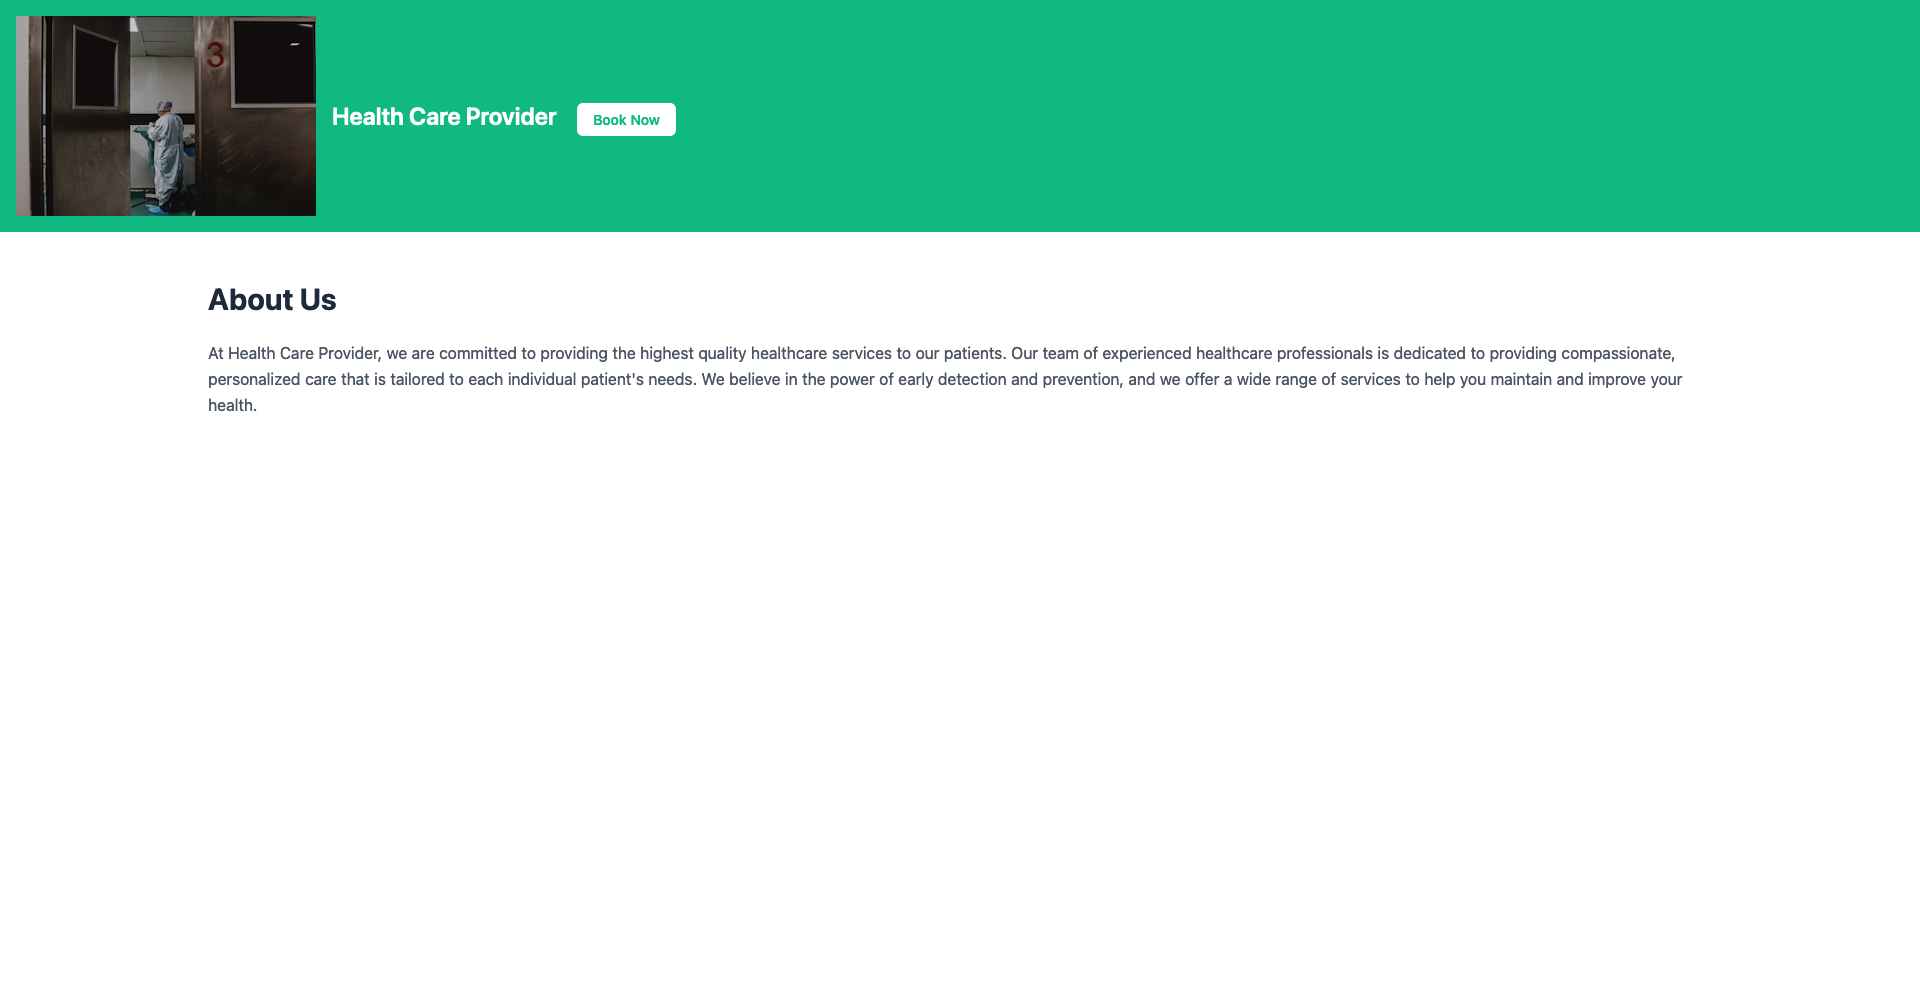 3
Health Care Provider
Book Now
About Us
At Health Care Provider, we are committed to providing the highest quality healthcare services to our patients. Our team of experienced healthcare professionals is dedicated to providing compassionate,
personalized care that is tailored to each individual patient's needs. We believe in the power of early detection and prevention, and we offer a wide range of services to help you maintain and improve your
health.